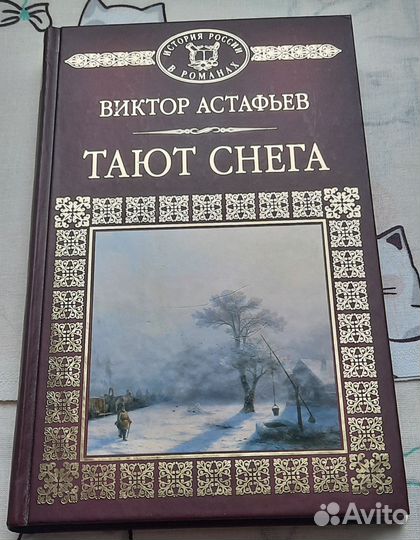 ИСТОРИЯ РОССИИ
В РОМАНАХ
ВИКТОР АСТАФЬЕВ
ТАЮТ СНЕГА
Avito